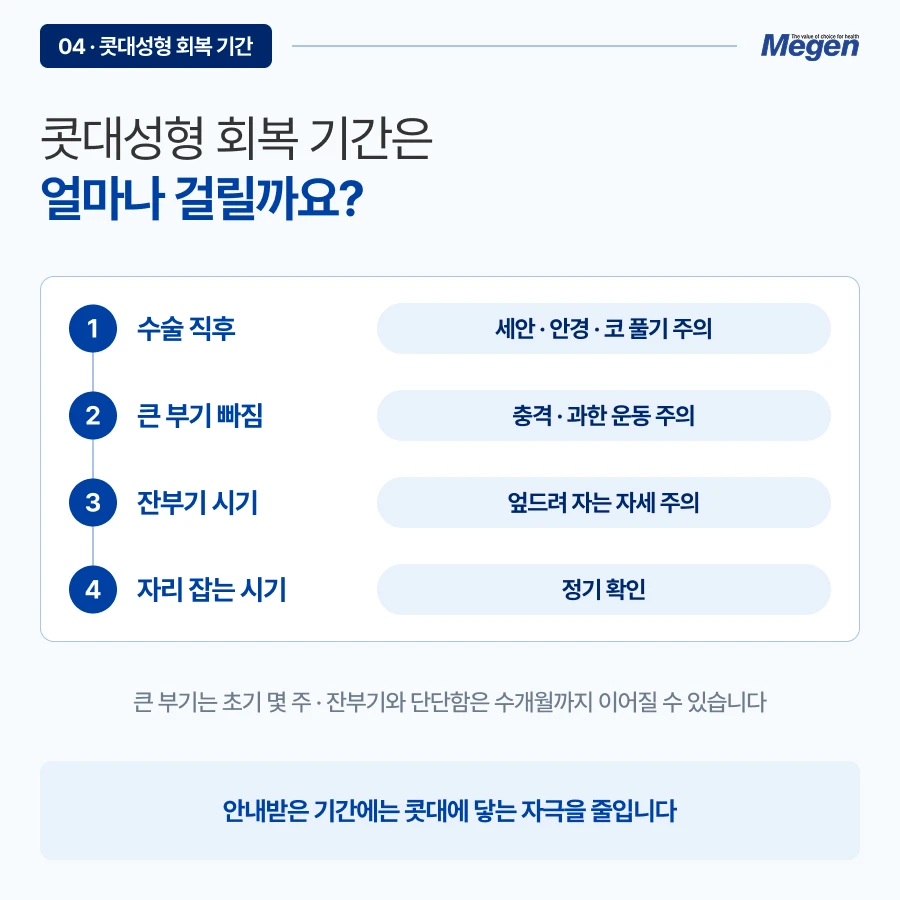 04 · 콧대성형 회복 기간
The value of choice for health
Megen
콧대성형 회복 기간은
얼마나 걸릴까요?
1 수술 직후 세안 · 안경 · 코 풀기 주의
2 큰 부기 빠짐 충격 · 과한 운동 주의
3 잔부기 시기 엎드려 자는 자세 주의
4 자리 잡는 시기 정기 확인
큰 부기는 초기 몇 주 · 잔부기와 단단함은 수개월까지 이어질 수 있습니다
안내받은 기간에는 콧대에 닿는 자극을 줄입니다